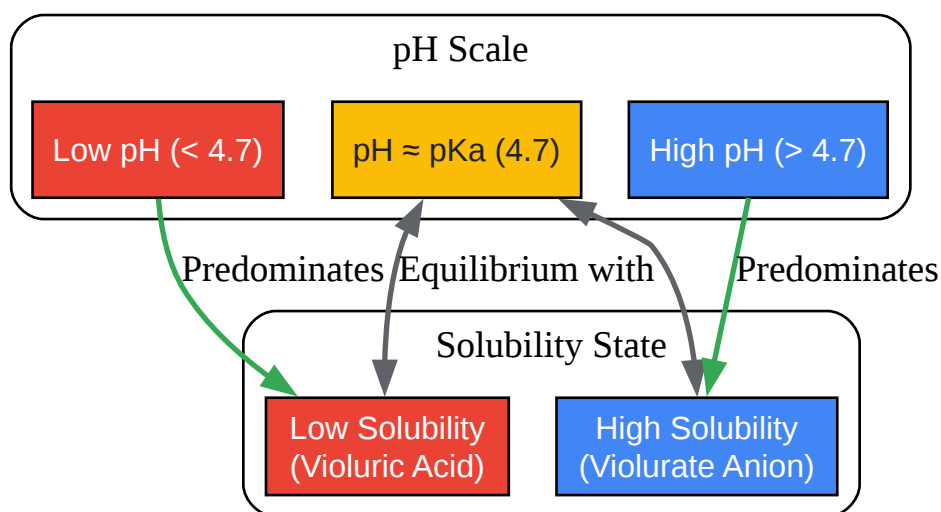 pH Scale
Low pH (< 4.7)
pH ≈ pKa (4.7)
High pH (> 4.7)
Predominates
Equilibrium with
Predominates
Solubility State
Low Solubility
(Violuric Acid)
High Solubility
(Violurate Anion)